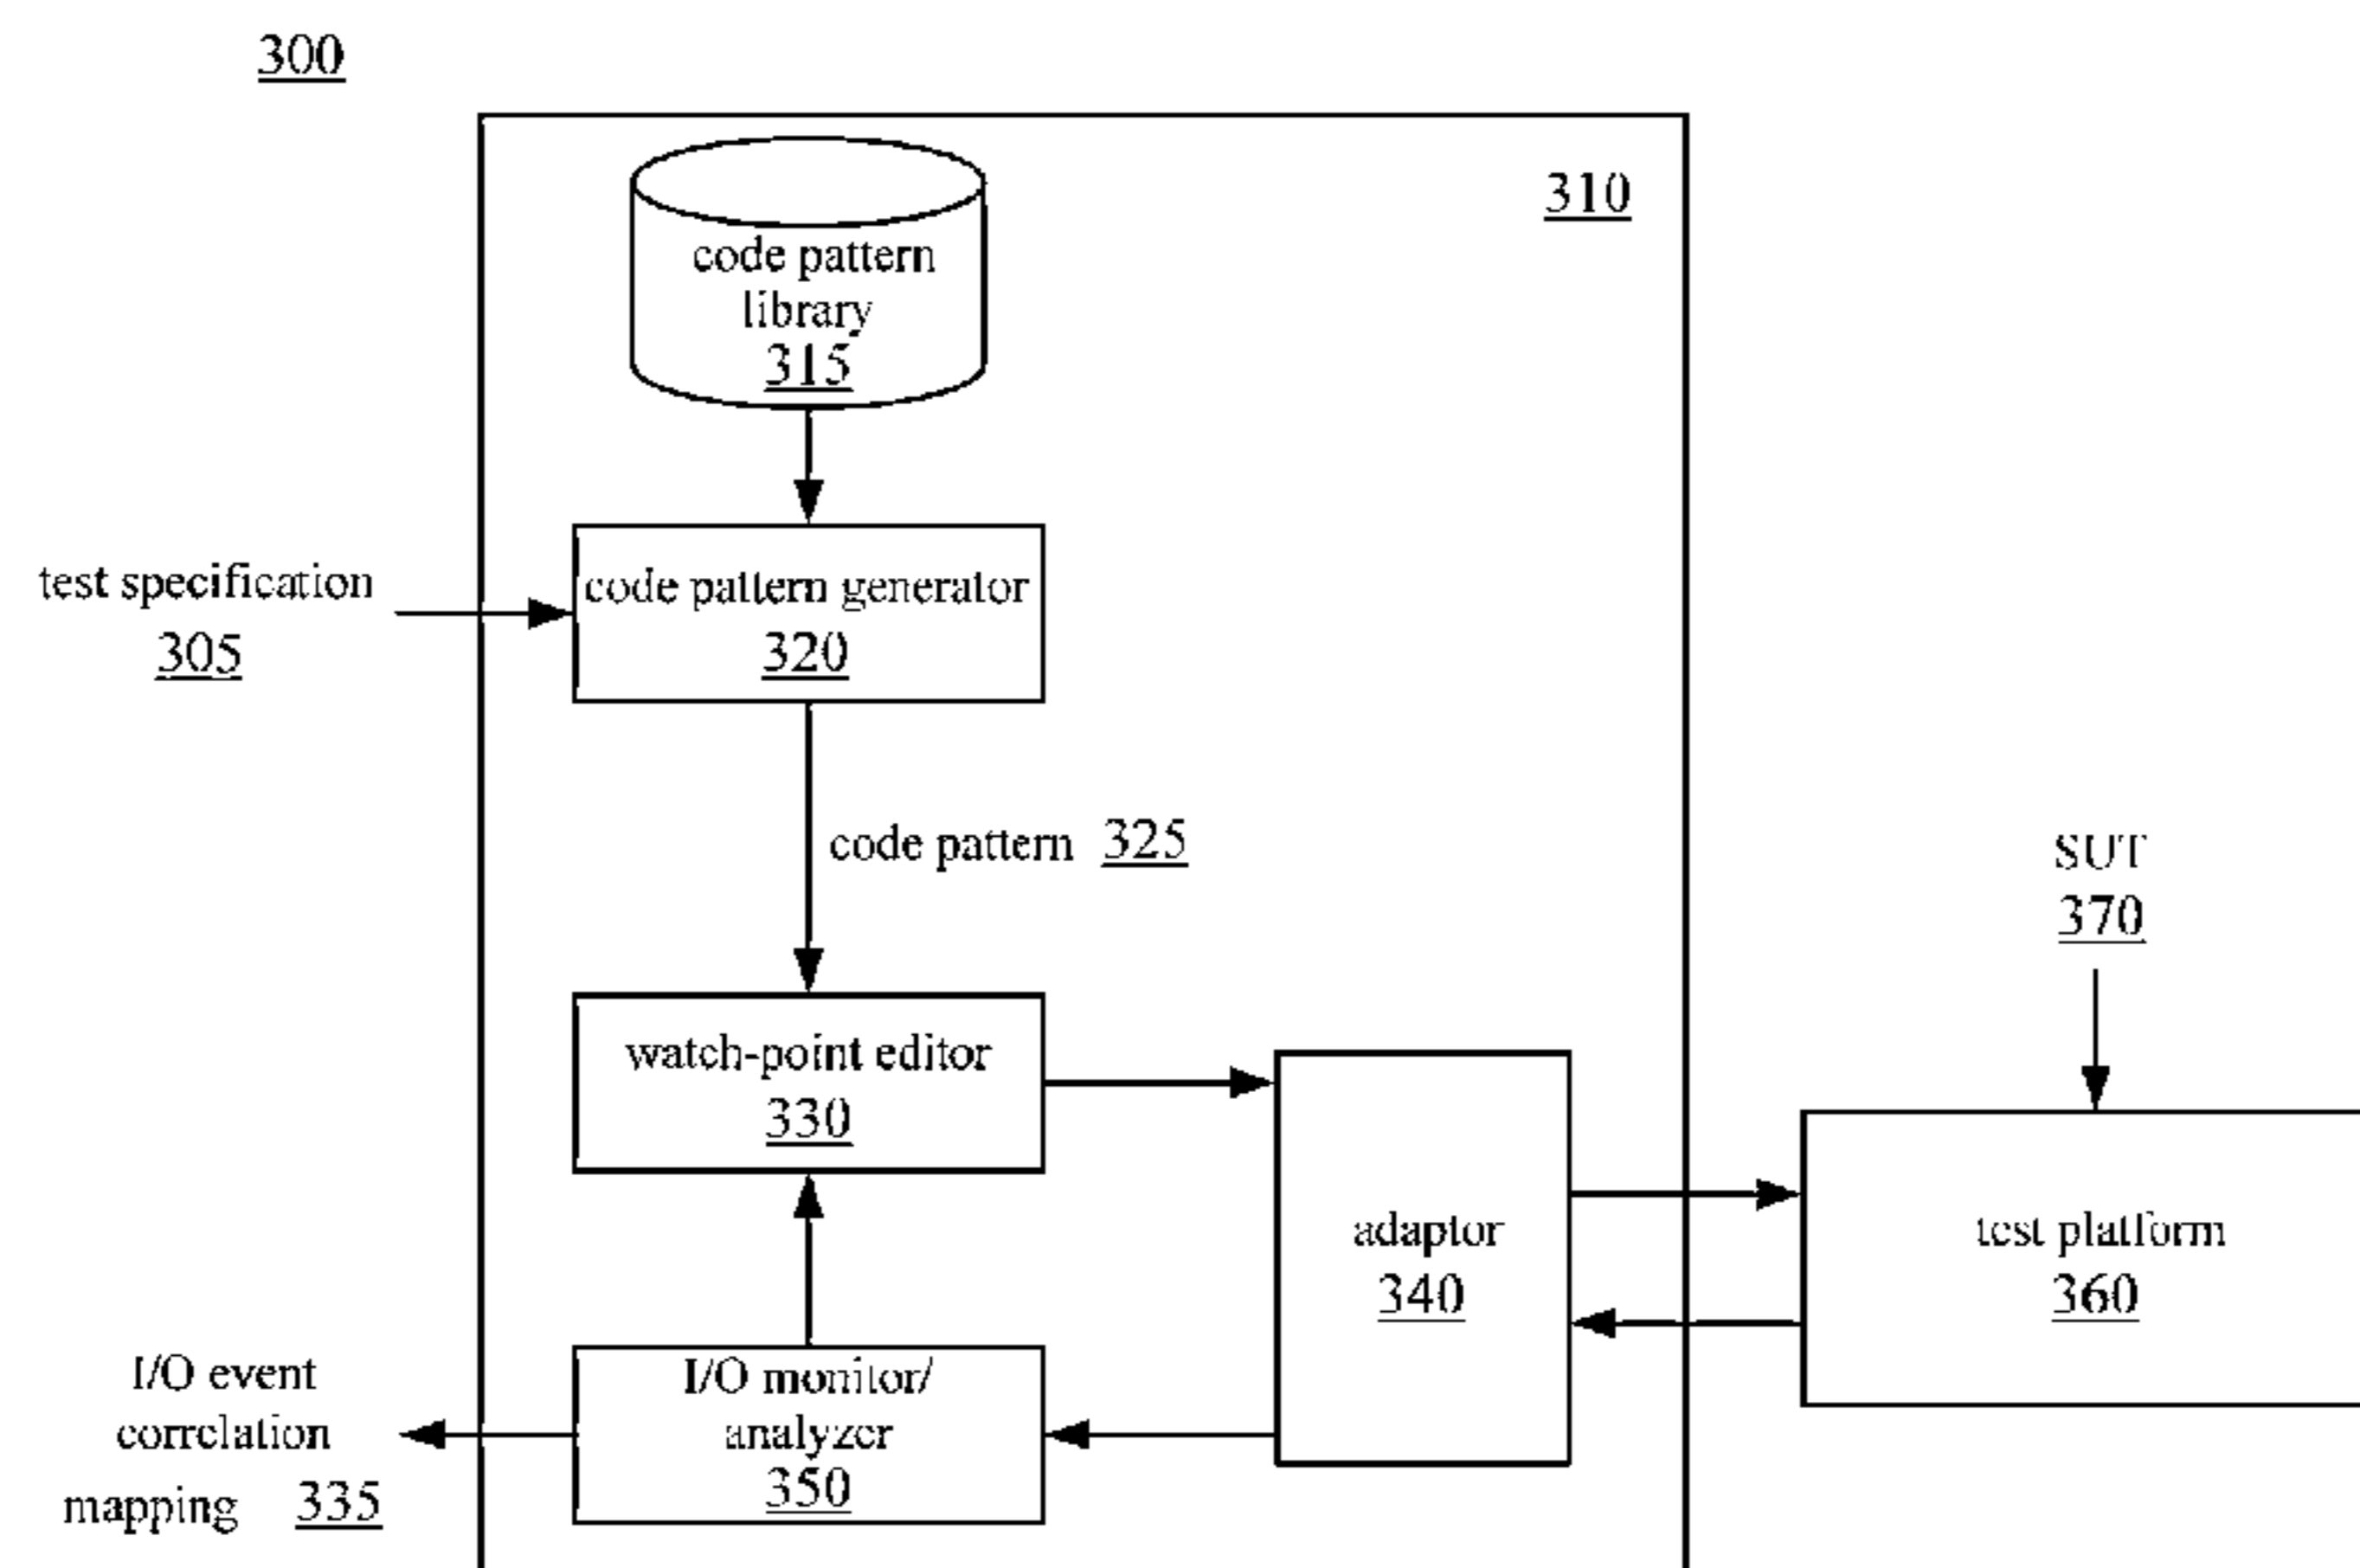 300
310
code pattern
library
315
test specification
305
code pattern generator
320
code pattern 325
SUT
370
watch-point editor
330
adaptor
340
test platform
360
I/O event
correlation
mapping 335
I/O monitor/
analyzer
350